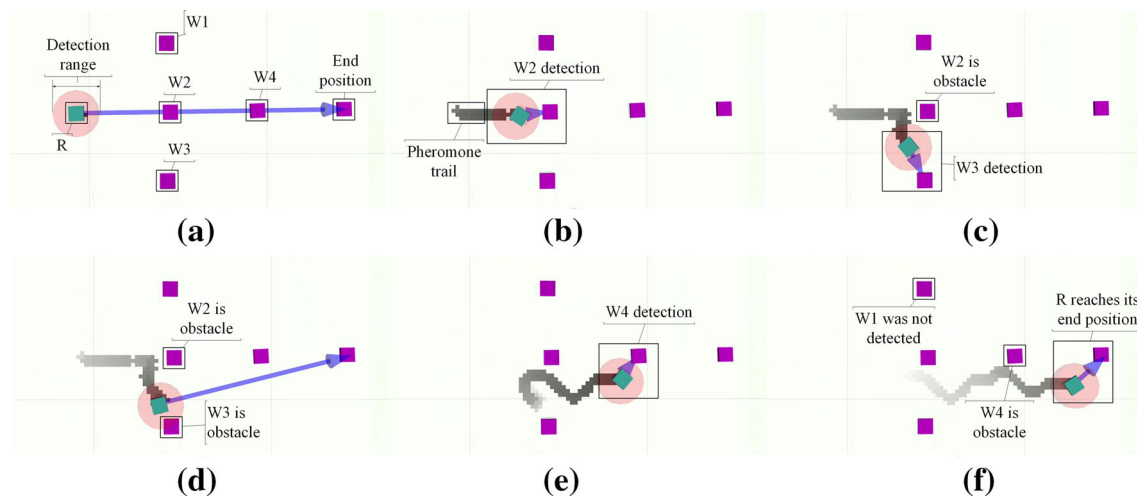 W1
Detection
range
W2
W4
End
position
R
W3
(a)
W2 detection
Pheromone
trail
(b)
W2 is
obstacle
W3 detection
(c)
W2 is
obstacle
W3 is
obstacle
(d)
W4 detection
(e)
W1 was not
detected
R reaches its
end position
W4 is
obstacle
(f)